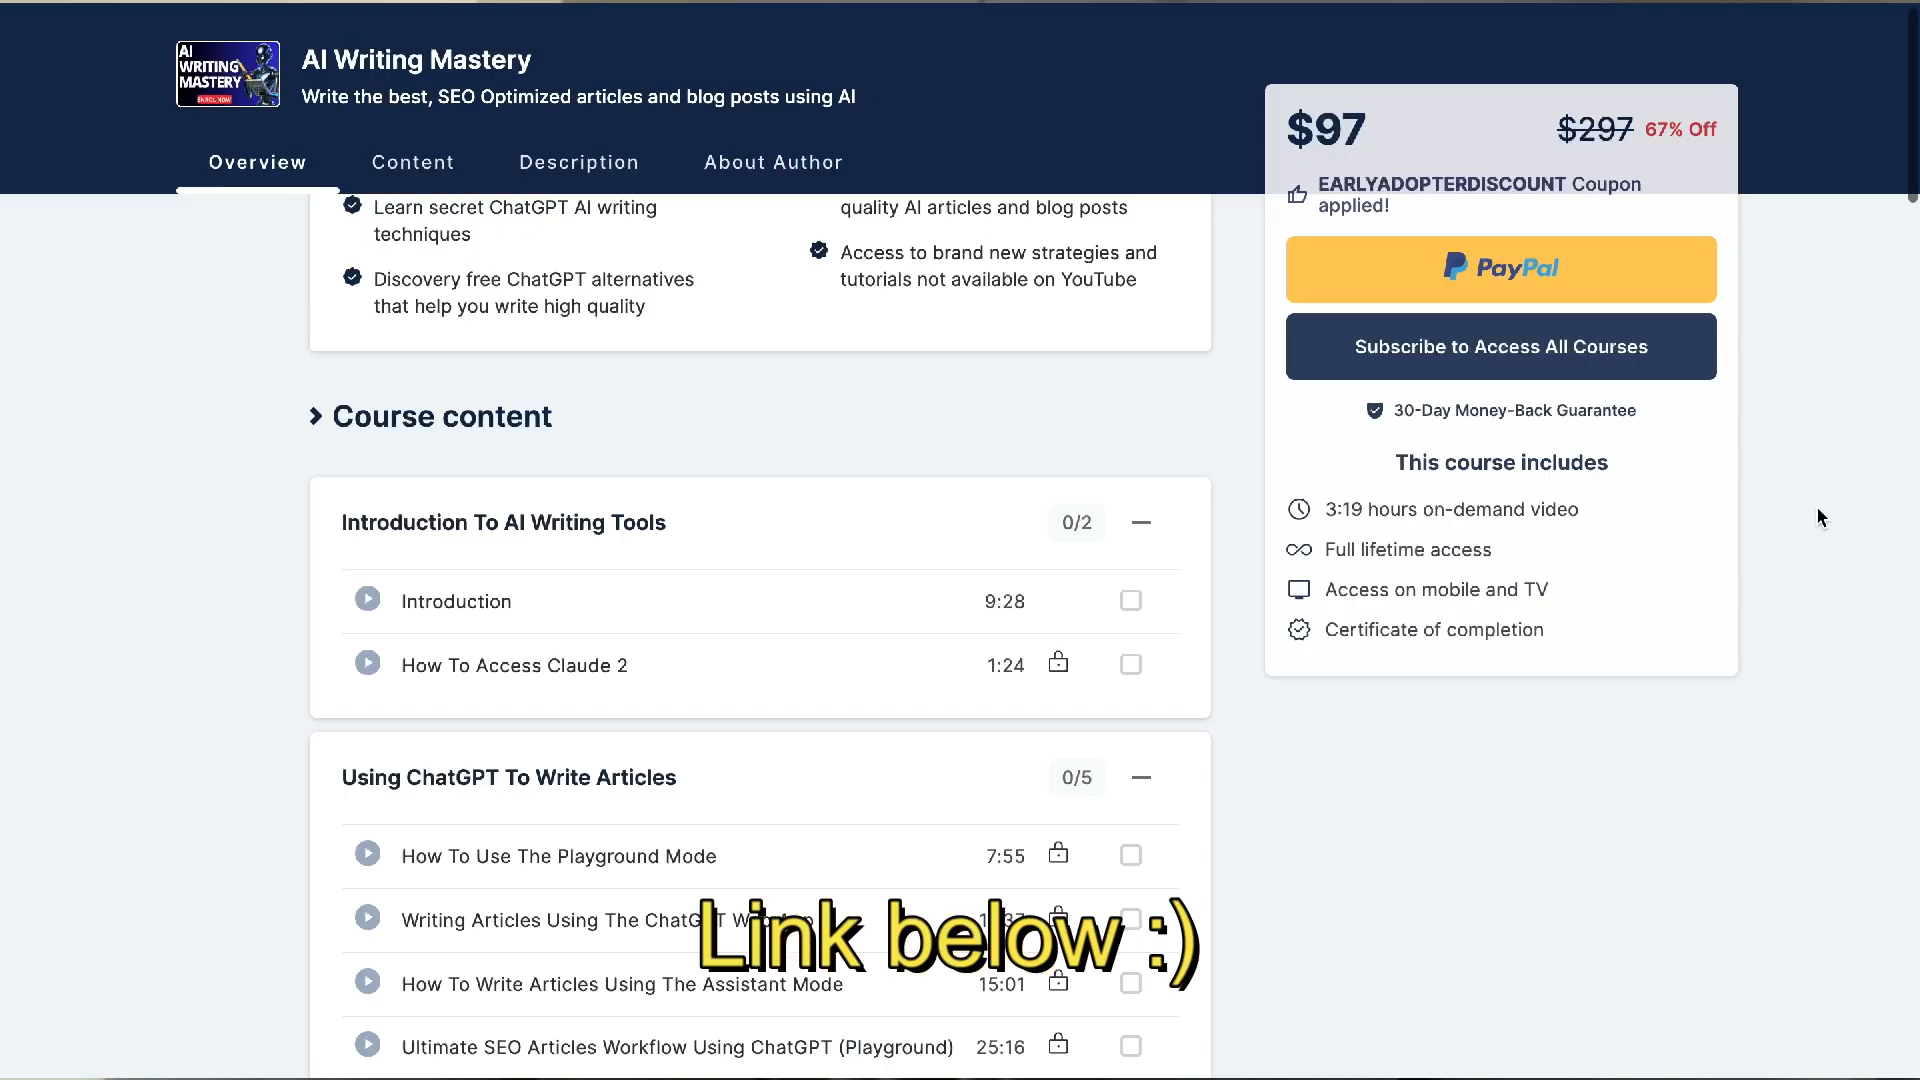 AI
WRITING
MASTERY
ENROL NOW
AI Writing Mastery
Write the best, SEO Optimized articles and blog posts using AI
Overview
Content
Description
About Author
Learn secret ChatGPT AI writing
techniques
Discovery free ChatGPT alternatives
that help you write high quality
quality AI articles and blog posts
Access to brand new strategies and
tutorials not available on YouTube
$97
$297 67% Off
EARLYADOPTERDISCOUNT Coupon
applied!
PayPal
Subscribe to Access All Courses
30-Day Money-Back Guarantee
This course includes
3:19 hours on-demand video
Full lifetime access
Access on mobile and TV
Certificate of completion
Course content
Introduction To AI Writing Tools 0/2
Introduction 9:28
How To Access Claude 2 1:24
Using ChatGPT To Write Articles 0/5
How To Use The Playground Mode 7:55
Writing Articles Using The ChatGPT
Link below :)
How To Write Articles Using The Assistant Mode 15:01
Ultimate SEO Articles Workflow Using ChatGPT (Playground) 25:16